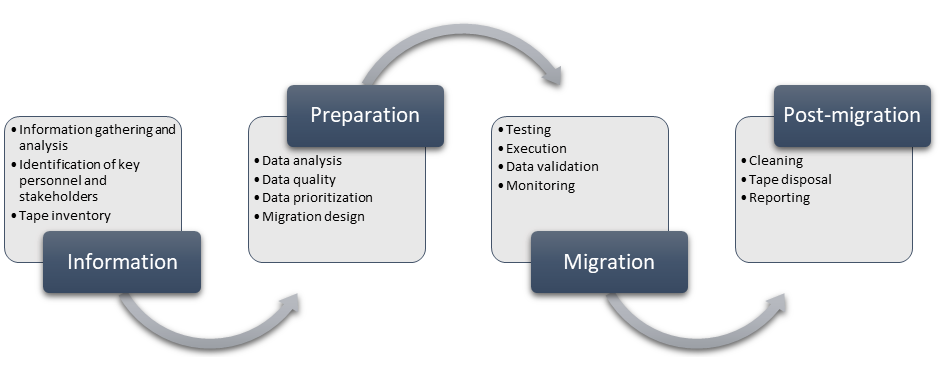 • Information gathering and
analysis
• Identification of key
personnel and
stakeholders
• Tape inventory
Information
Preparation
• Data analysis
• Data quality
• Data prioritization
• Migration design
• Testing
• Execution
• Data validation
• Monitoring
Migration
Post-migration
• Cleaning
• Tape disposal
• Reporting